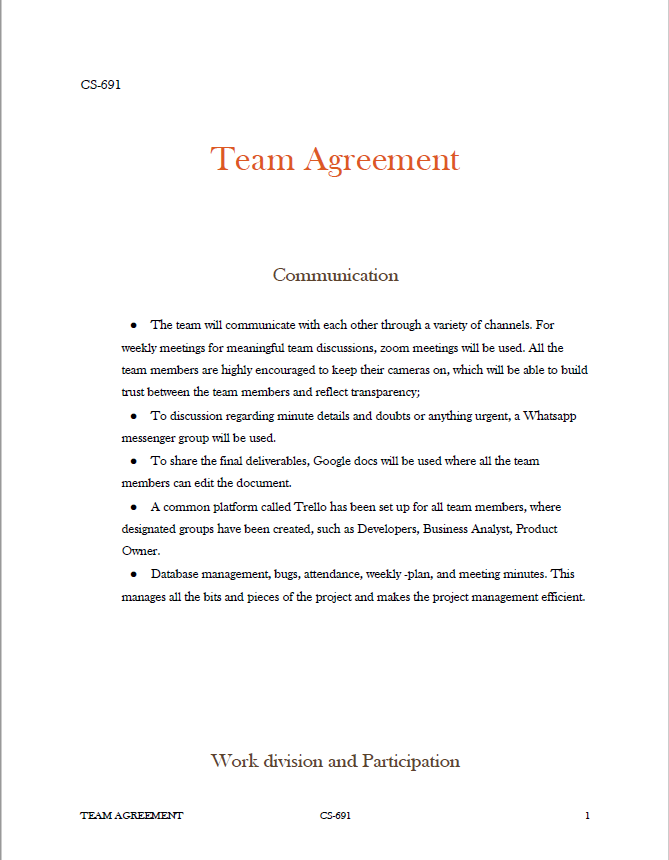 CS-691
Team Agreement
Communication
● The team will communicate with each other through a variety of channels. For
weekly meetings for meaningful team discussions, zoom meetings will be used. All the
team members are highly encouraged to keep their cameras on, which will be able to build
trust between the team members and reflect transparency;
● To discussion regarding minute details and doubts or anything urgent, a Whatsapp
messenger group will be used.
● To share the final deliverables, Google docs will be used where all the team
members can edit the document.
● A common platform called Trello has been set up for all team members, where
designated groups have been created, such as Developers, Business Analyst, Product
Owner.
● Database management, bugs, attendance, weekly -plan, and meeting minutes. This
manages all the bits and pieces of the project and makes the project management efficient.
Work division and Participation
TEAM AGREEMENT CS-691 1